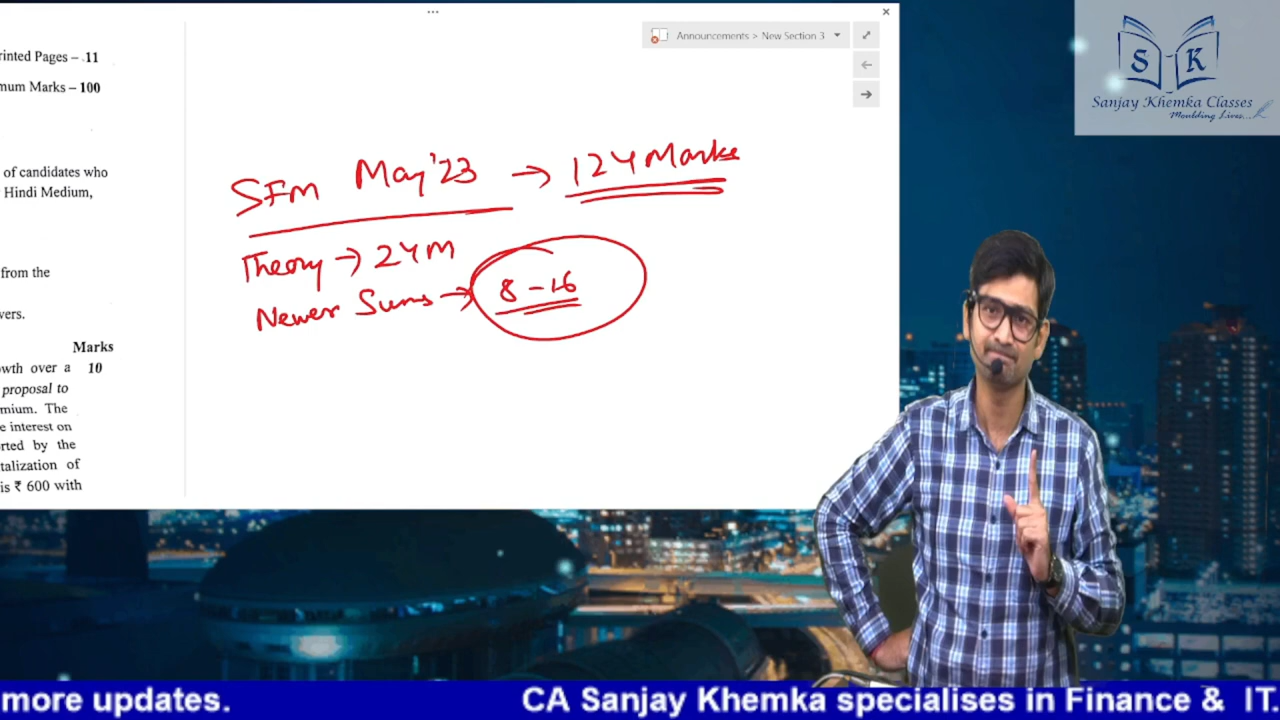 Announcements > New Section 3
rinted Pages – 11
mum Marks – 100
of candidates who
Hindi Medium,
from the
vers.
Marks
owth over a 10
proposal to
mium. The
e interest on
rted by the
talization of
is ₹ 600 with
SFM May'23 → 124 Marks
Theory → 24M
Newer Sums → 8 - 16
S K
Sanjay Khemka Classes
Moulding Lives...
more updates. CA Sanjay Khemka specialises in Finance & IT.